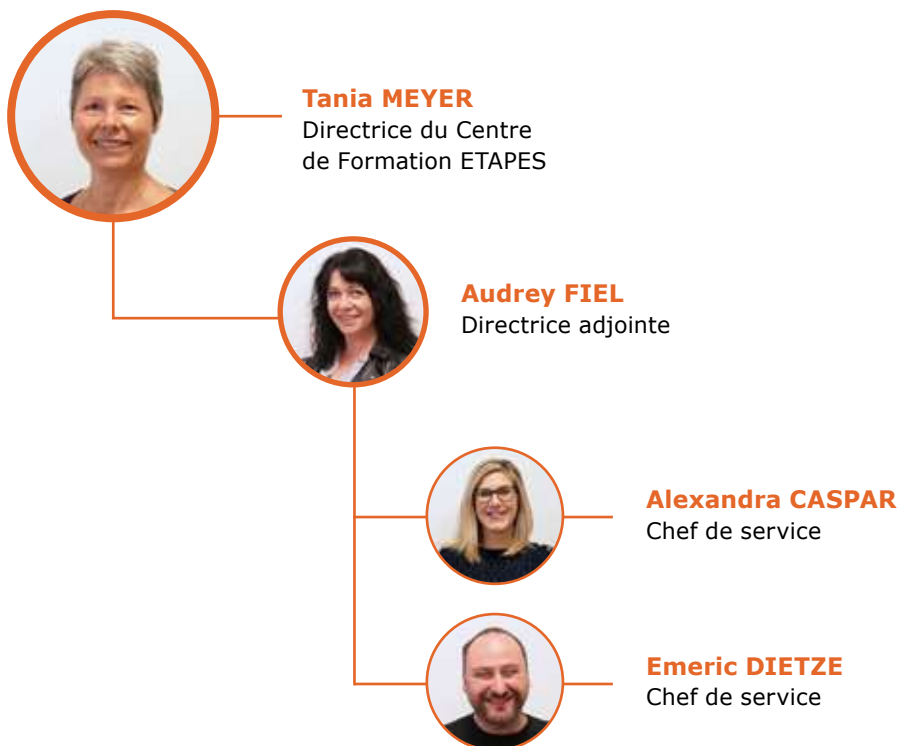 Tania MEYER
Directrice du Centre
de Formation ETAPES
Audrey FIEL
Directrice adjointe
Alexandra CASPAR
Chef de service
Emeric DIETZE
Chef de service